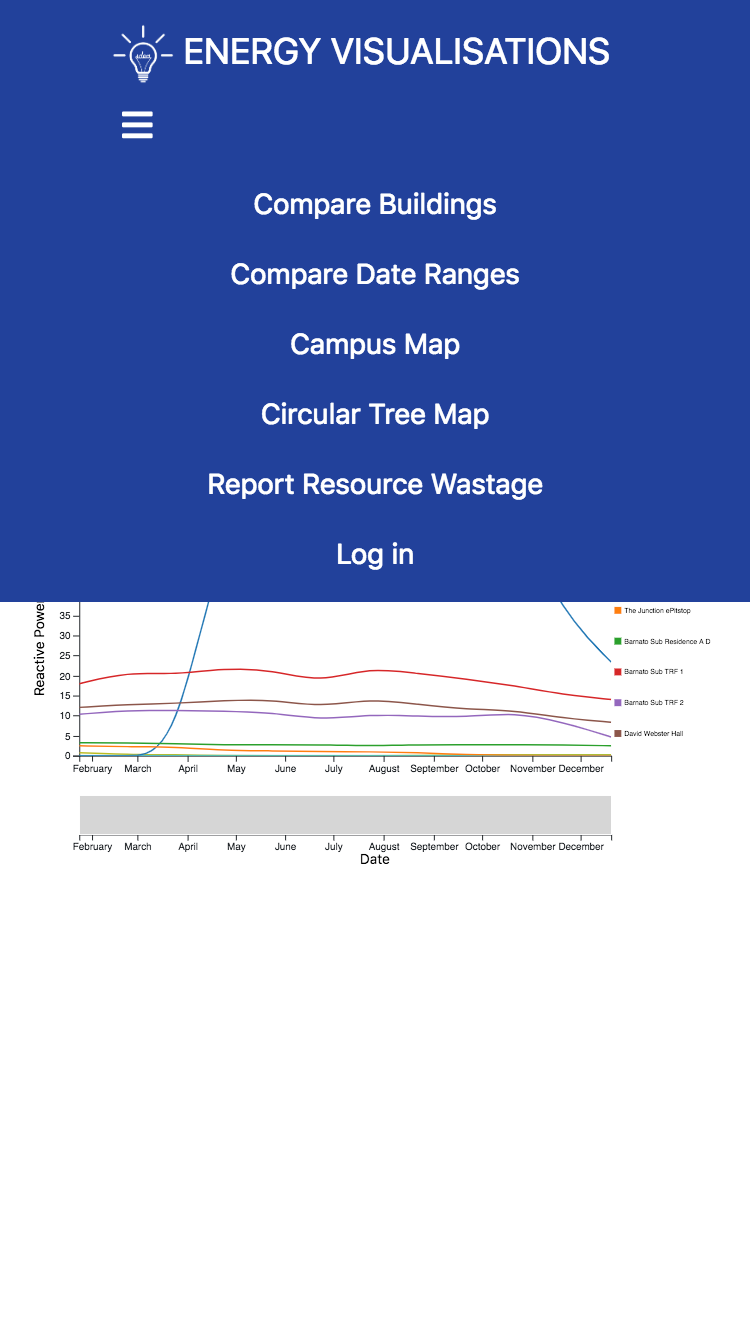 ENERGY VISUALISATIONS
Compare Buildings
Compare Date Ranges
Campus Map
Circular Tree Map
Report Resource Wastage
Log in
Reactive Powe
35
30
25
20
15
10
5
0
February March April May June July August September October November December
The Junction ePitstop
Barnato Sub Residence A D
Barnato Sub TRF 1
Barnato Sub TRF 2
David Webster Hall
February March April May June July August September October November December
Date